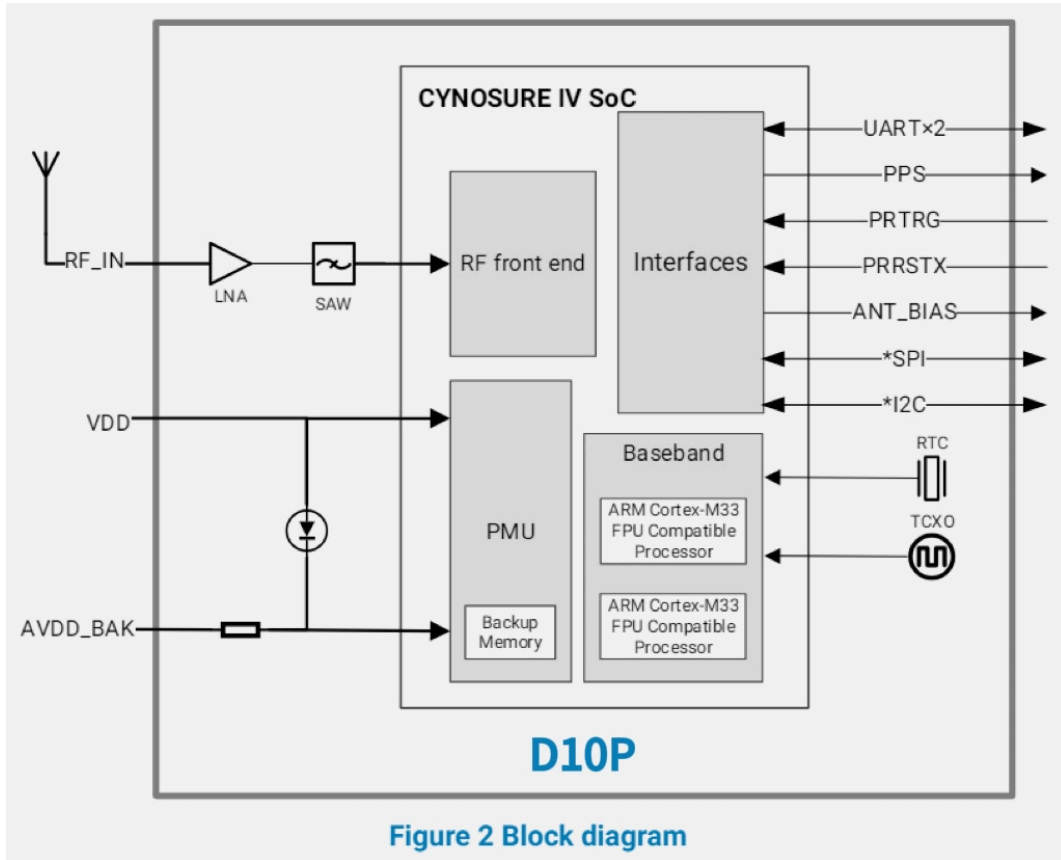 CYNOSURE IV SoC
UART×2
PPS
PRTRG
PRRSTX
ANT_BIAS
*SPI
*I2C
Interfaces
RF_IN
LNA
SAW
RF front end
VDD
AVDD_BAK
PMU
Backup
Memory
Baseband
ARM Cortex-M33
FPU Compatible
Processor
ARM Cortex-M33
FPU Compatible
Processor
RTC
TCXO
D10P
Figure 2 Block diagram